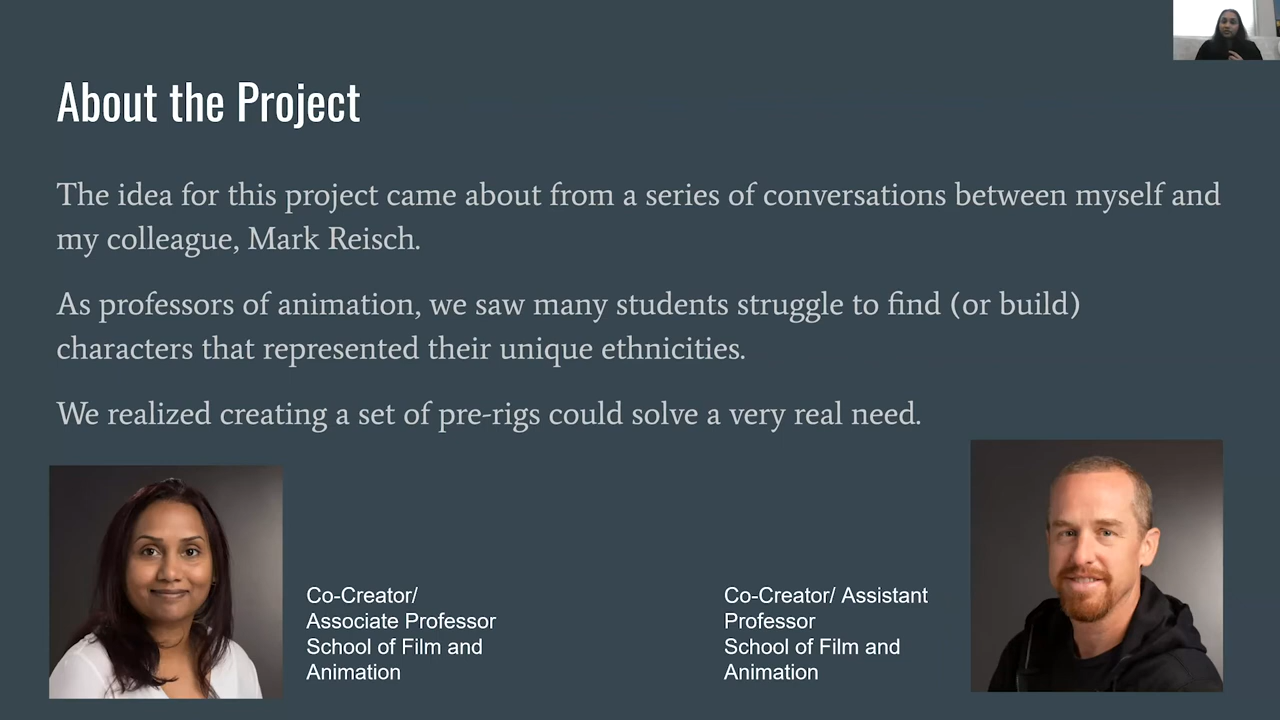 About the Project
The idea for this project came about from a series of conversations between myself and
my colleague, Mark Reisch.
As professors of animation, we saw many students struggle to find (or build)
characters that represented their unique ethnicities.
We realized creating a set of pre-rigs could solve a very real need.
Co-Creator/
Associate Professor
School of Film and
Animation
Co-Creator/ Assistant
Professor
School of Film and
Animation